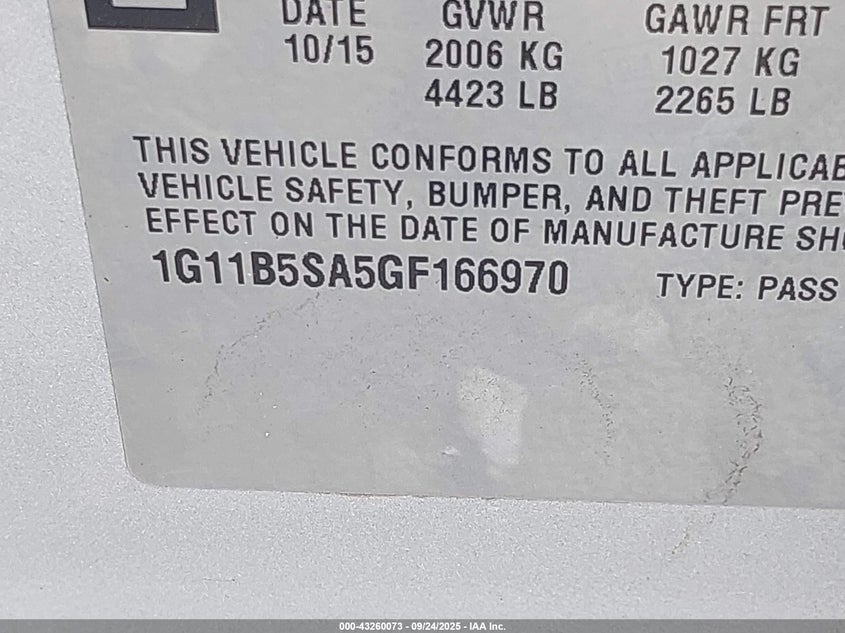 DATE GVWR GAWR FRT
10/15 2006 KG 1027 KG
4423 LB 2265 LB
THIS VEHICLE CONFORMS TO ALL APPLICAB
VEHICLE SAFETY, BUMPER, AND THEFT PRE
EFFECT ON THE DATE OF MANUFACTURE SH
1G11B5SA5GF166970 TYPE: PASS
000-43260073 - 09/24/2025 - IAA Inc.